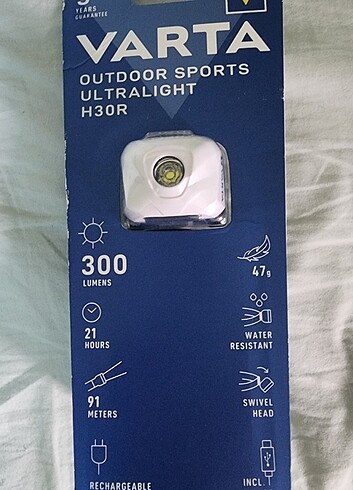 YEARS
GUARANTEE
VARTA
OUTDOOR SPORTS
ULTRALIGHT
H30R
300
LUMENS
47g
21
HOURS
WATER
RESISTANT
91
METERS
SWIVEL
HEAD
RECHARGEABLE
INCL.